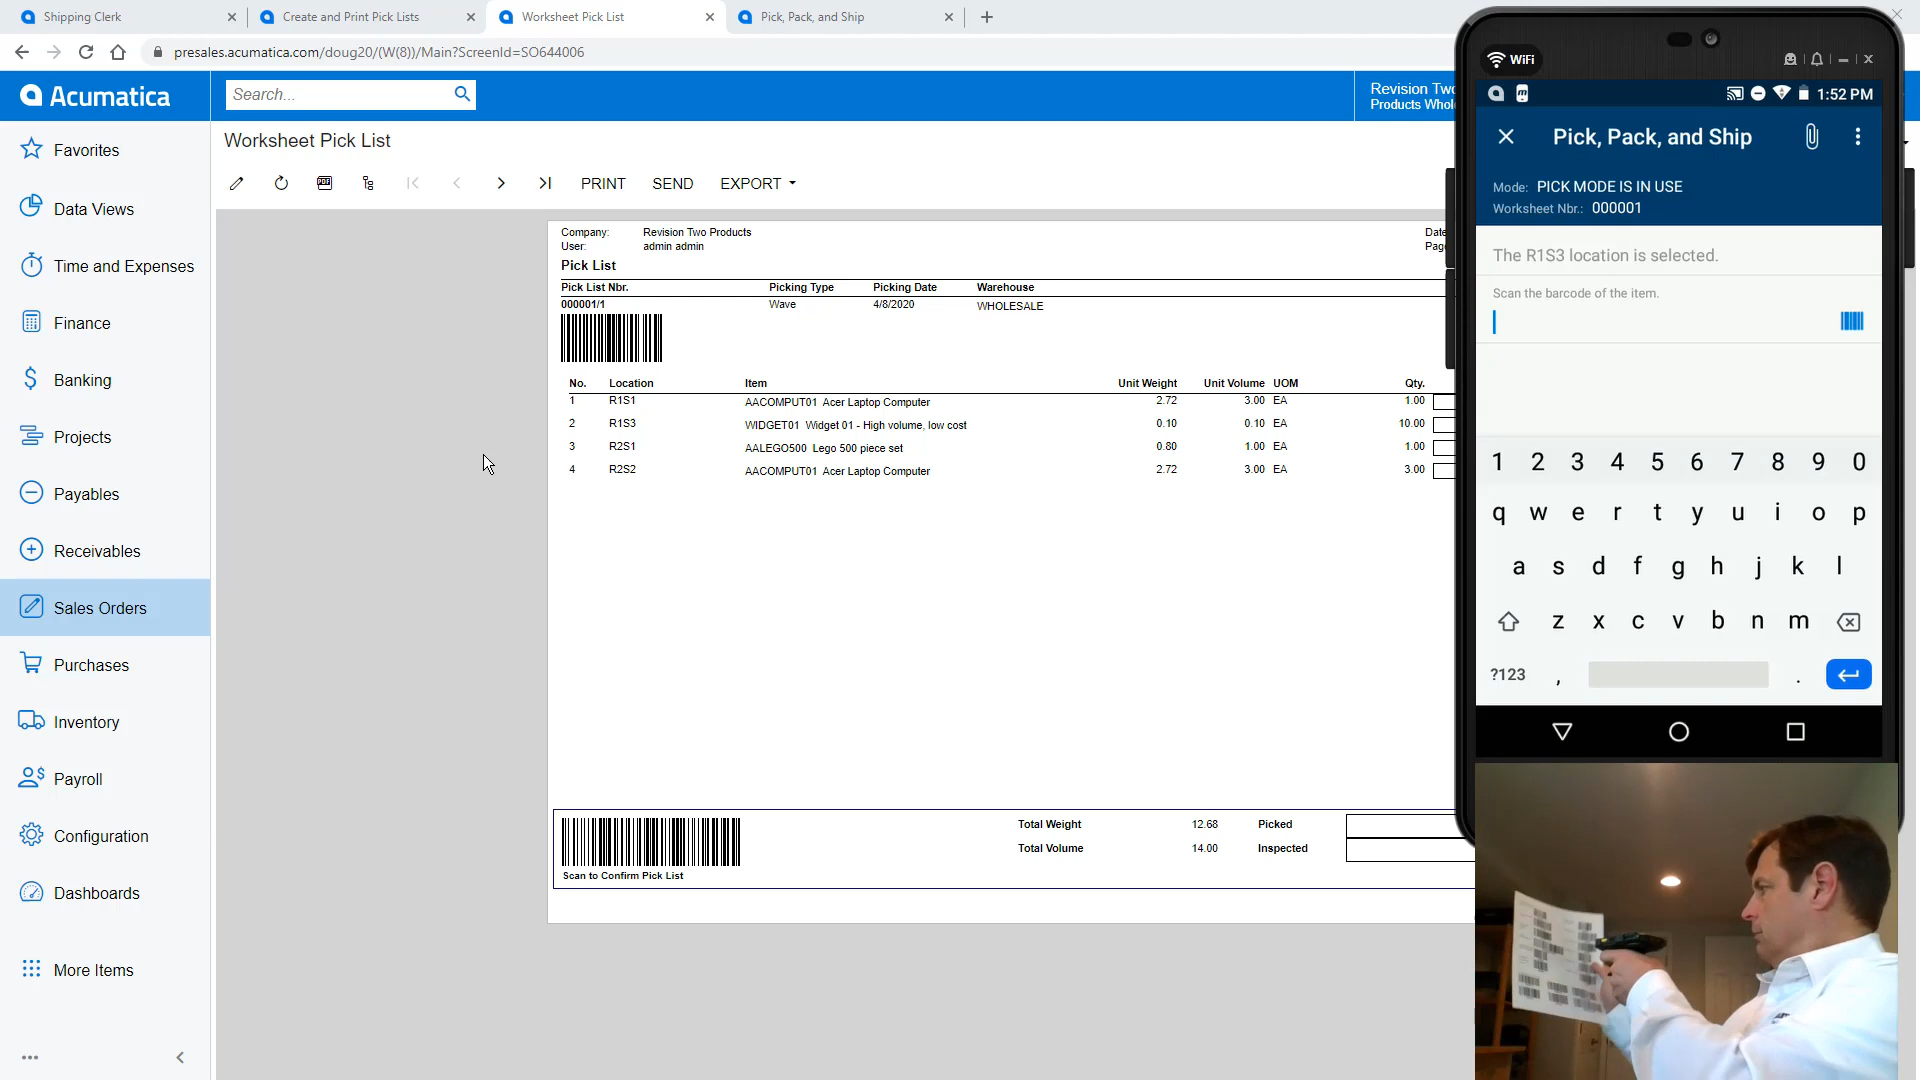 Shipping Clerk
Create and Print Pick Lists
Worksheet Pick List
Pick, Pack, and Ship
presales.acumatica.com/doug20/(W(8))/Main?ScreenId=SO644006
Acumatica
Search...
Revision Two
Products Whol
Favorites
Data Views
Time and Expenses
Finance
Banking
Projects
Payables
Receivables
Sales Orders
Purchases
Inventory
Payroll
Configuration
Dashboards
More Items
Worksheet Pick List
PDF
PRINT SEND EXPORT
Company: Revision Two Products Date
User: admin admin Pag
Pick List
Pick List Nbr. Picking Type Picking Date Warehouse
000001/1 Wave 4/8/2020 WHOLESALE
No. Location Item Unit Weight Unit Volume UOM Qty.
1 R1S1 AACOMPUT01 Acer Laptop Computer 2.72 3.00 EA 1.00
2 R1S3 WIDGET01 Widget 01 - High volume, low cost 0.10 0.10 EA 10.00
3 R2S1 AALEGO500 Lego 500 piece set 0.80 1.00 EA 1.00
4 R2S2 AACOMPUT01 Acer Laptop Computer 2.72 3.00 EA 3.00
Total Weight 12.68 Picked
Total Volume 14.00 Inspected
Scan to Confirm Pick List
WiFi
1:52 PM
Pick, Pack, and Ship
Mode: PICK MODE IS IN USE
Worksheet Nbr.: 000001
The R1S3 location is selected.
Scan the barcode of the item.
1 2 3 4 5 6 7 8 9 0
q w e r t y u i o p
a s d f g h j k l
z x c v b n m
?123 , .